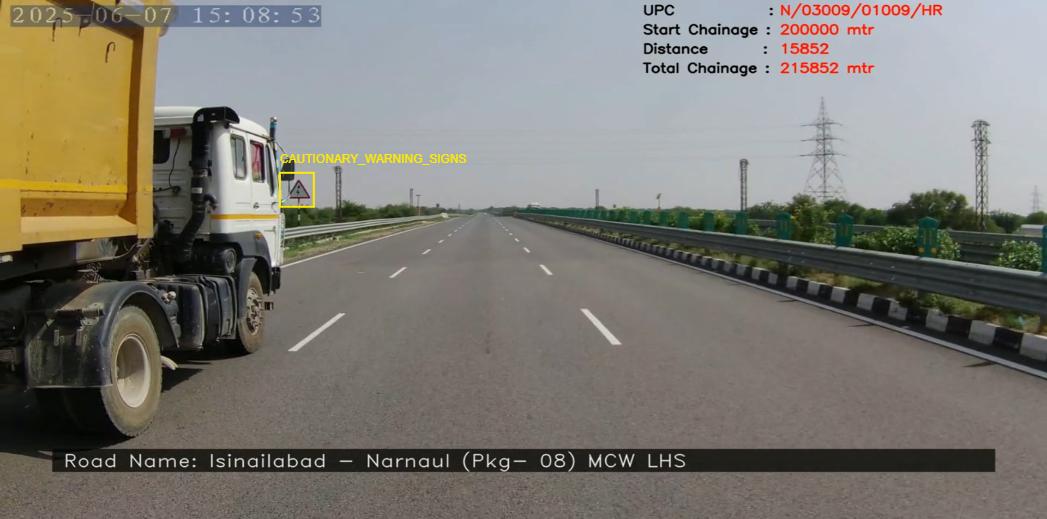 2025-06-07 15:08:53
UPC : N/03009/01009/HR
Start Chainage : 200000 mtr
Distance : 15852
Total Chainage : 215852 mtr
CAUTIONARY_WARNING_SIGNS
Road Name: Isinailabad - Narnaul (Pkg- 08) MCW LHS